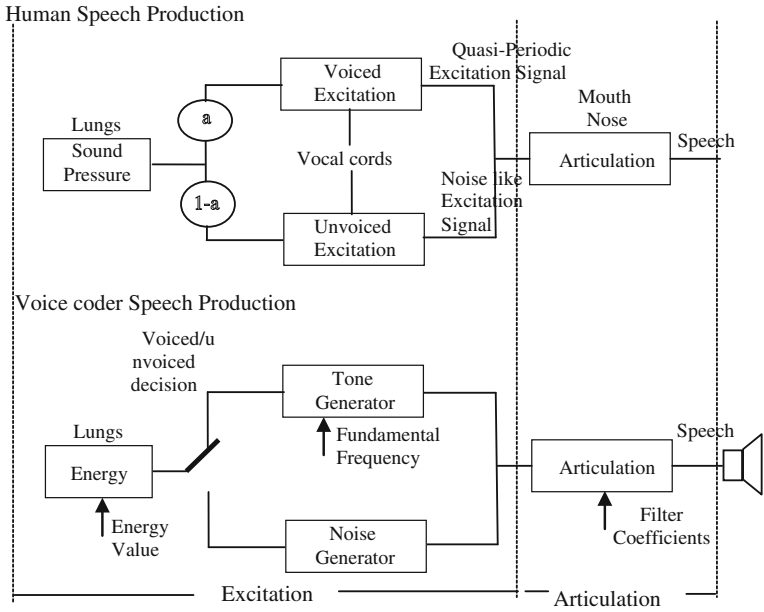 Human Speech Production
Quasi-Periodic
Excitation Signal
Voiced
Excitation
Mouth
Nose
a
Lungs
Sound
Pressure
Speech
Articulation
Vocal cords
1-a
Noise like
Excitation
Signal
Unvoiced
Excitation
Voice coder Speech Production
Voiced/u
nvoiced
decision
Tone
Generator
Lungs
Fundamental
Frequency
Speech
Energy
Articulation
Energy
Value
Noise
Generator
Filter
Coefficients
Excitation
Articulation